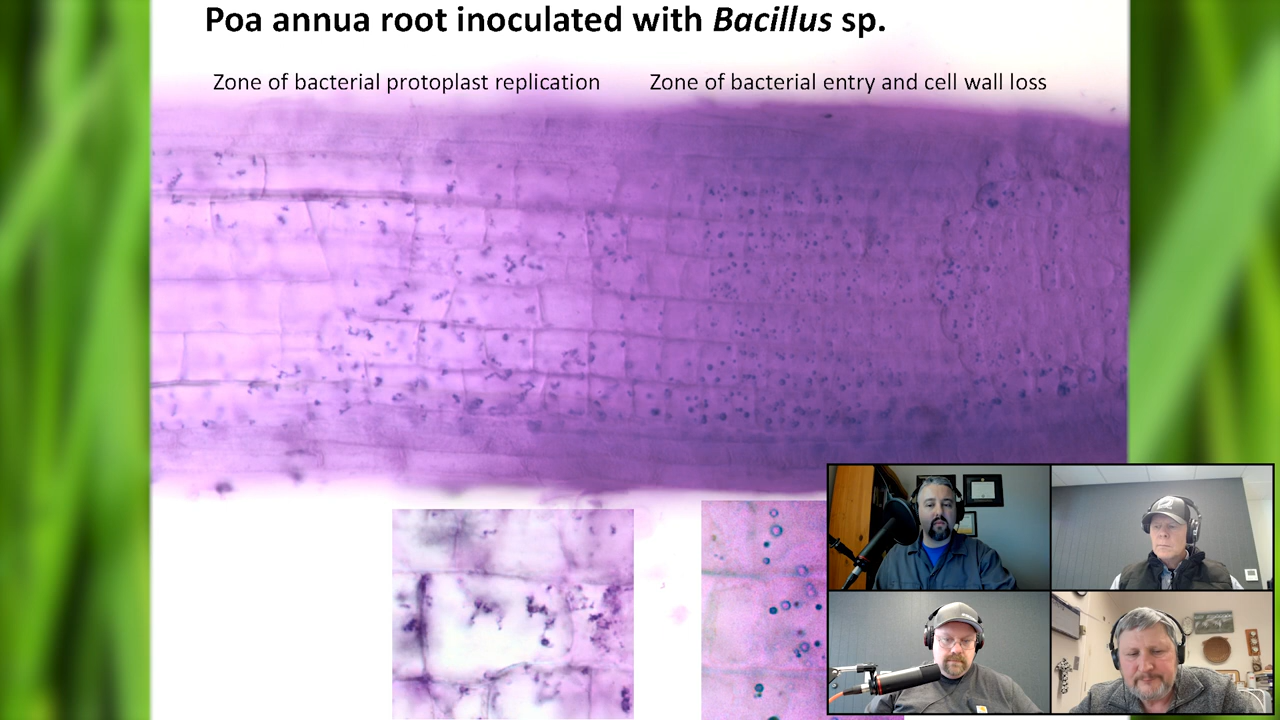 Poa annua root inoculated with Bacillus sp.
Zone of bacterial protoplast replication
Zone of bacterial entry and cell wall loss